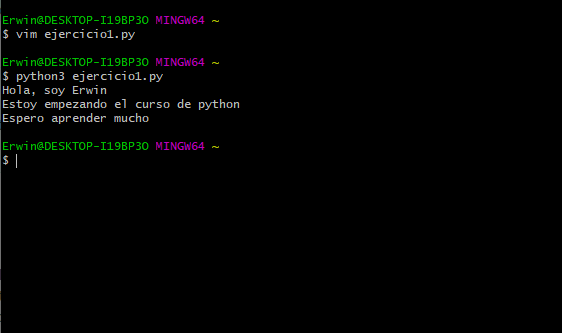 Erwin@DESKTOP-I19BP3O MINGW64 ~
$ vim ejercicio1.py
Erwin@DESKTOP-I19BP3O MINGW64 ~
$ python3 ejercicio1.py
Hola, soy Erwin
Estoy empezando el curso de python
Espero aprender mucho
Erwin@DESKTOP-I19BP3O MINGW64 ~
$